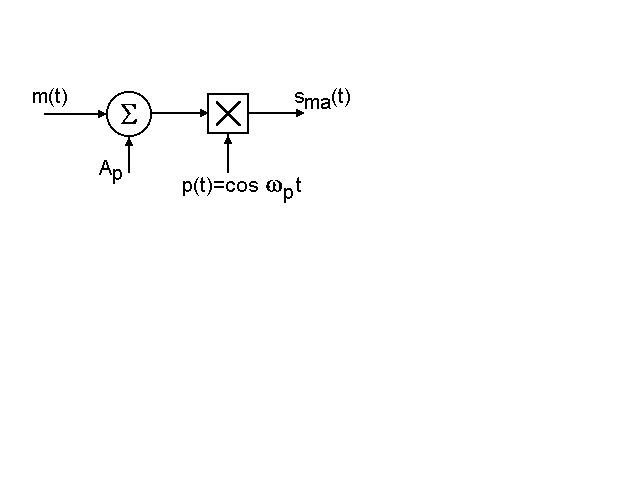 m(t)
Σ
s_ma(t)
A_p
p(t)=cos ω_p t